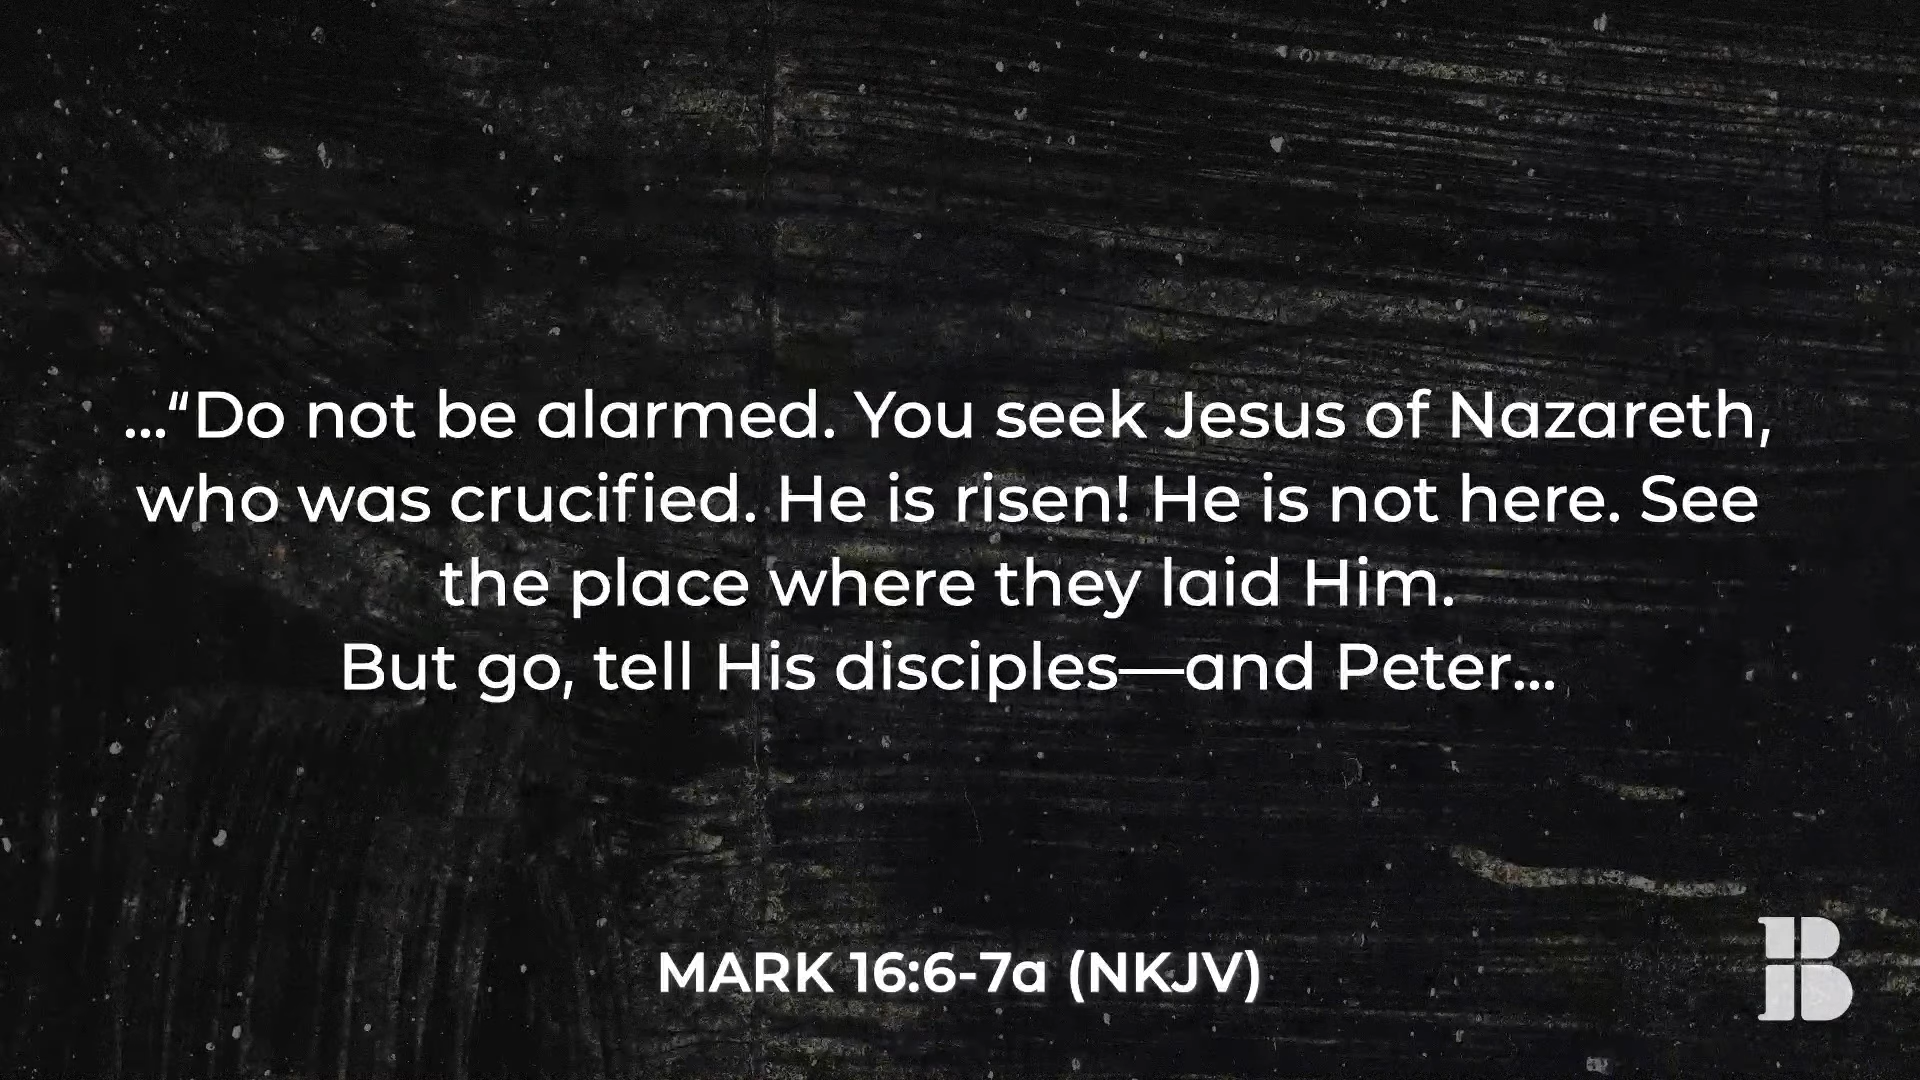 ...“Do not be alarmed. You seek Jesus of Nazareth,
who was crucified. He is risen! He is not here. See
the place where they laid Him.
But go, tell His disciples—and Peter...
MARK 16:6-7a (NKJV)
B